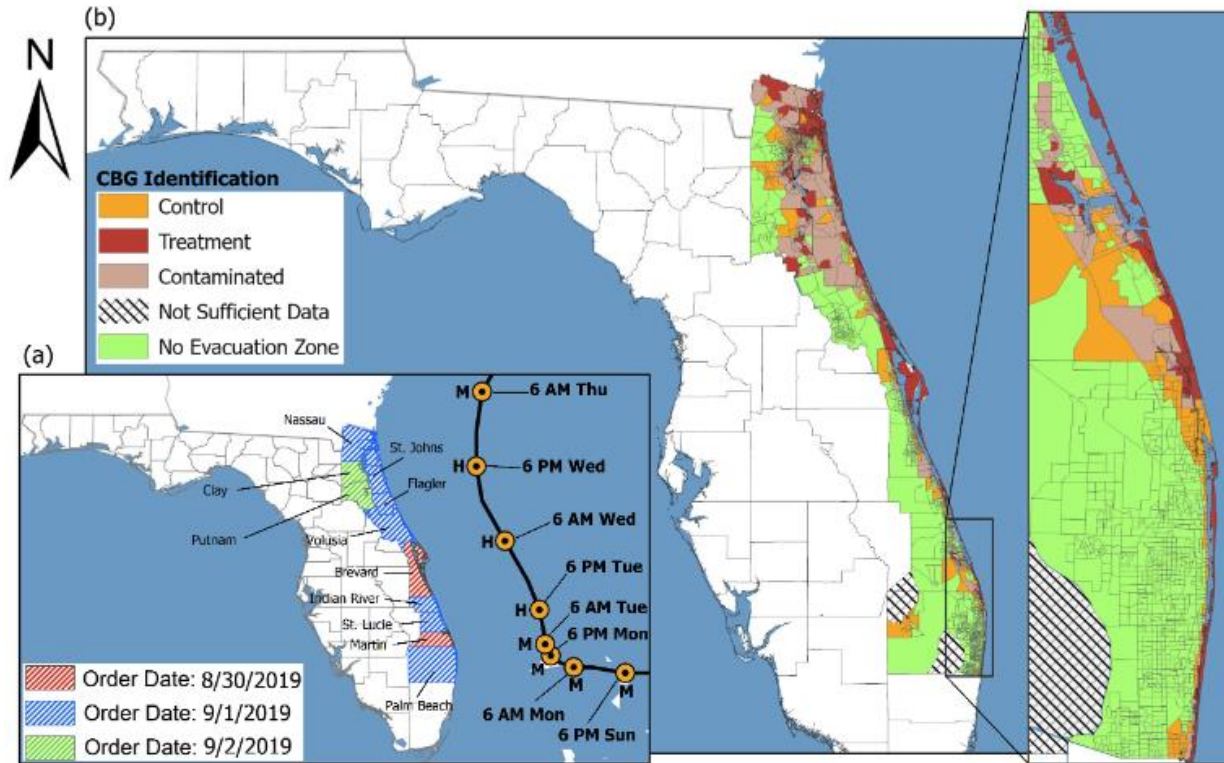 (b)
N
CBG Identification
Control
Treatment
Contaminated
Not Sufficient Data
No Evacuation Zone
(a)
Nassau
St. Johns
Clay
Flagler
Putnam
Volusia
Brevard
Indian River
St. Lucie
Martin
Palm Beach
M 6 AM Thu
H 6 PM Wed
H 6 AM Wed
H 6 PM Tue
M 6 AM Tue
M 6 PM Mon
M 6 AM Mon
M 6 PM Sun
Order Date: 8/30/2019
Order Date: 9/1/2019
Order Date: 9/2/2019